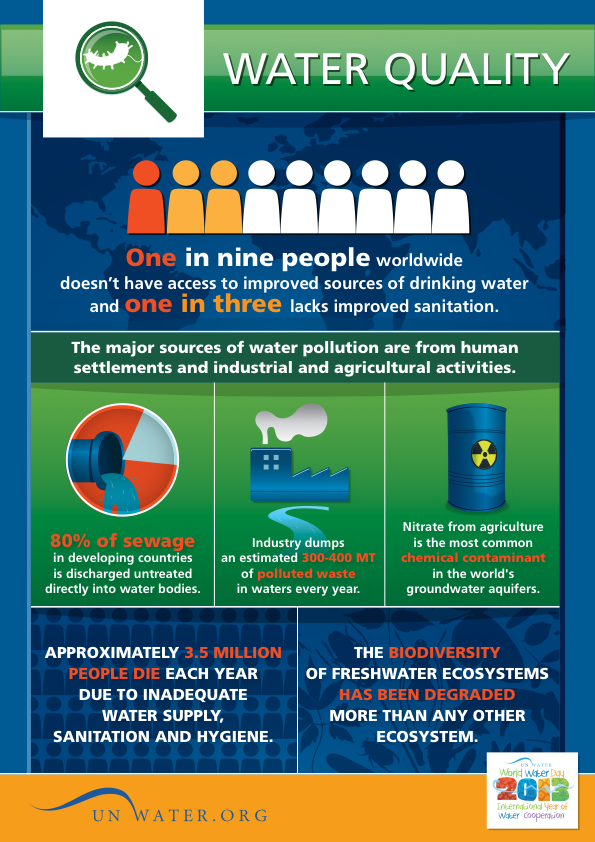 WATER QUALITY
One in nine people worldwide
doesn't have access to improved sources of drinking water
and one in three lacks improved sanitation.
The major sources of water pollution are from human
settlements and industrial and agricultural activities.
80% of sewage
in developing countries
is discharged untreated
directly into water bodies.
Industry dumps
an estimated 300-400 MT
of polluted waste
in waters every year.
Nitrate from agriculture
is the most common
chemical contaminant
in the world's
groundwater aquifers.
APPROXIMATELY 3.5 MILLION
PEOPLE DIE EACH YEAR
DUE TO INADEQUATE
WATER SUPPLY,
SANITATION AND HYGIENE.
THE BIODIVERSITY
OF FRESHWATER ECOSYSTEMS
HAS BEEN DEGRADED
MORE THAN ANY OTHER
ECOSYSTEM.
UN WATER.ORG
UN WATER
World Water Day
2013
International Year of
Water Cooperation